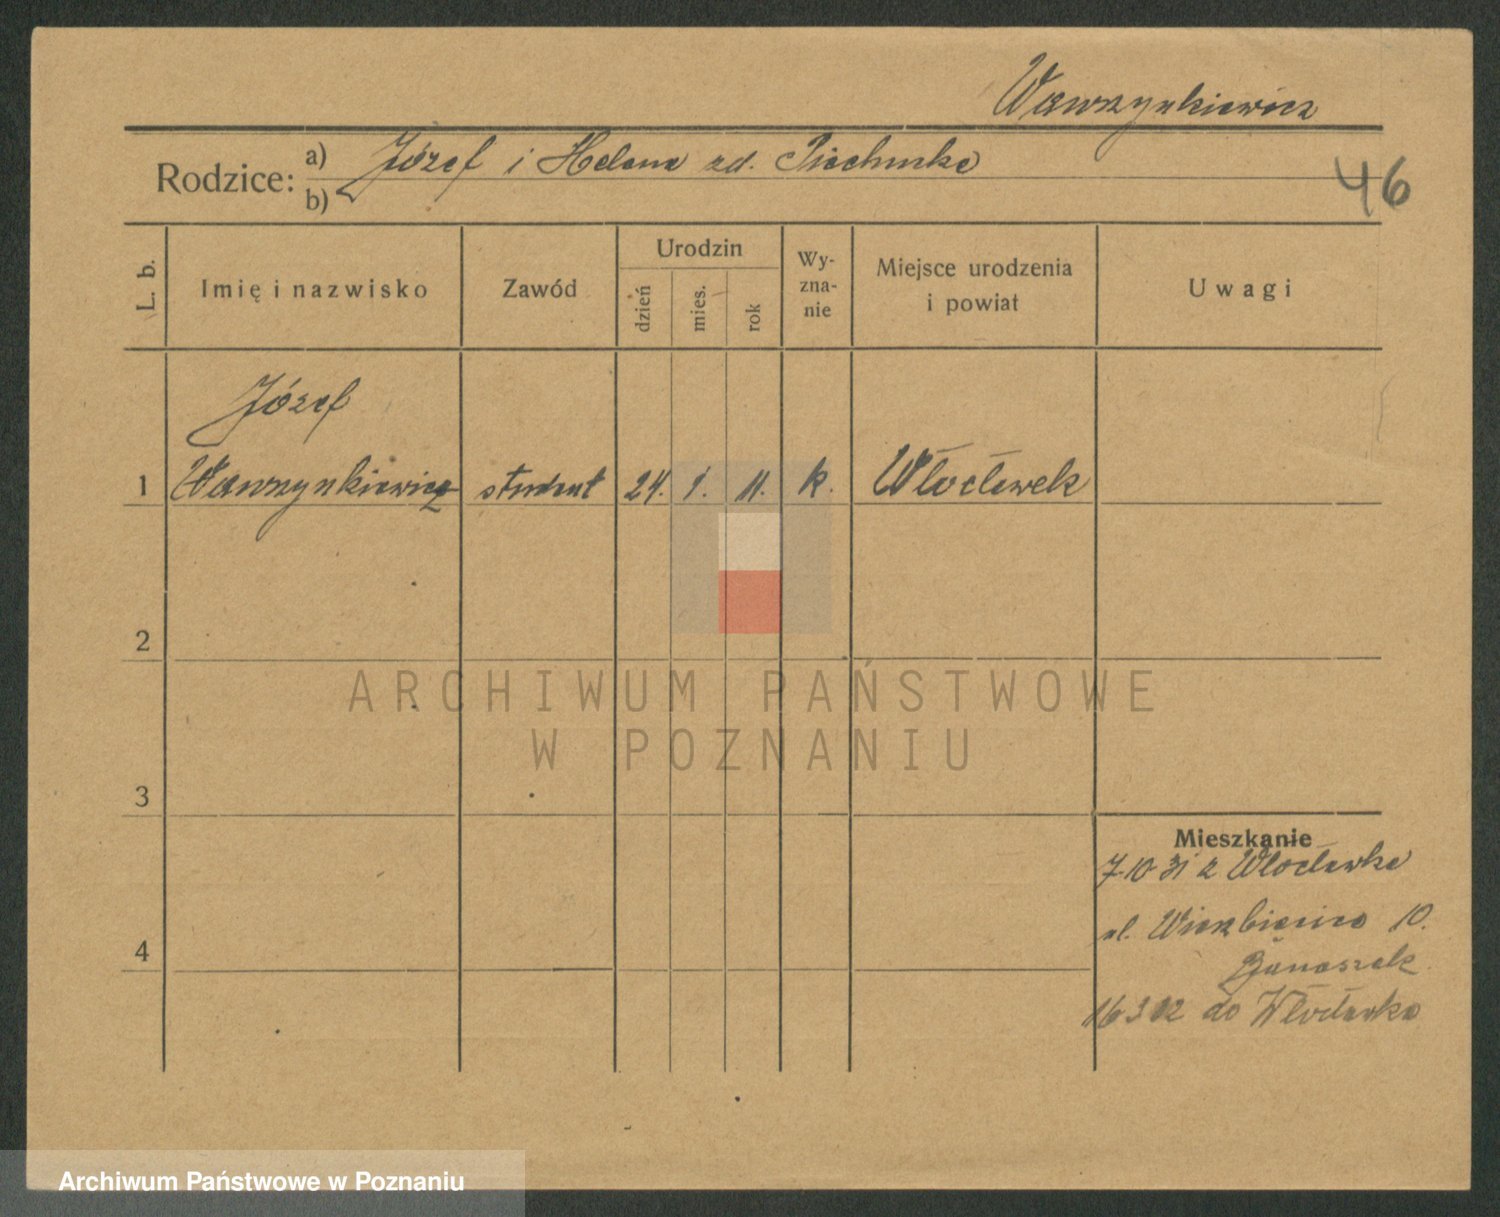 Wawrzynkiewicz
Rodzice: a) Józef i Helena zd. Piechucka
b)
46
L. b.
Imię i nazwisko
Zawód
Urodzin
dzień
mies.
rok
Wy-
zna-
nie
Miejsce urodzenia
i powiat
Uwagi
Józef
1 Wawrzynkiewicz student 24. 1. 11. k. Włocławek
2
ARCHIWUM PAŃSTWOWE
W POZNANIU
3
Mieszkanie
7.10 31 z Włocławka
ul. Wierzbięcice 10.
4
Banaszak
16 3 32 do Włocławka
Archiwum Państwowe w Poznaniu